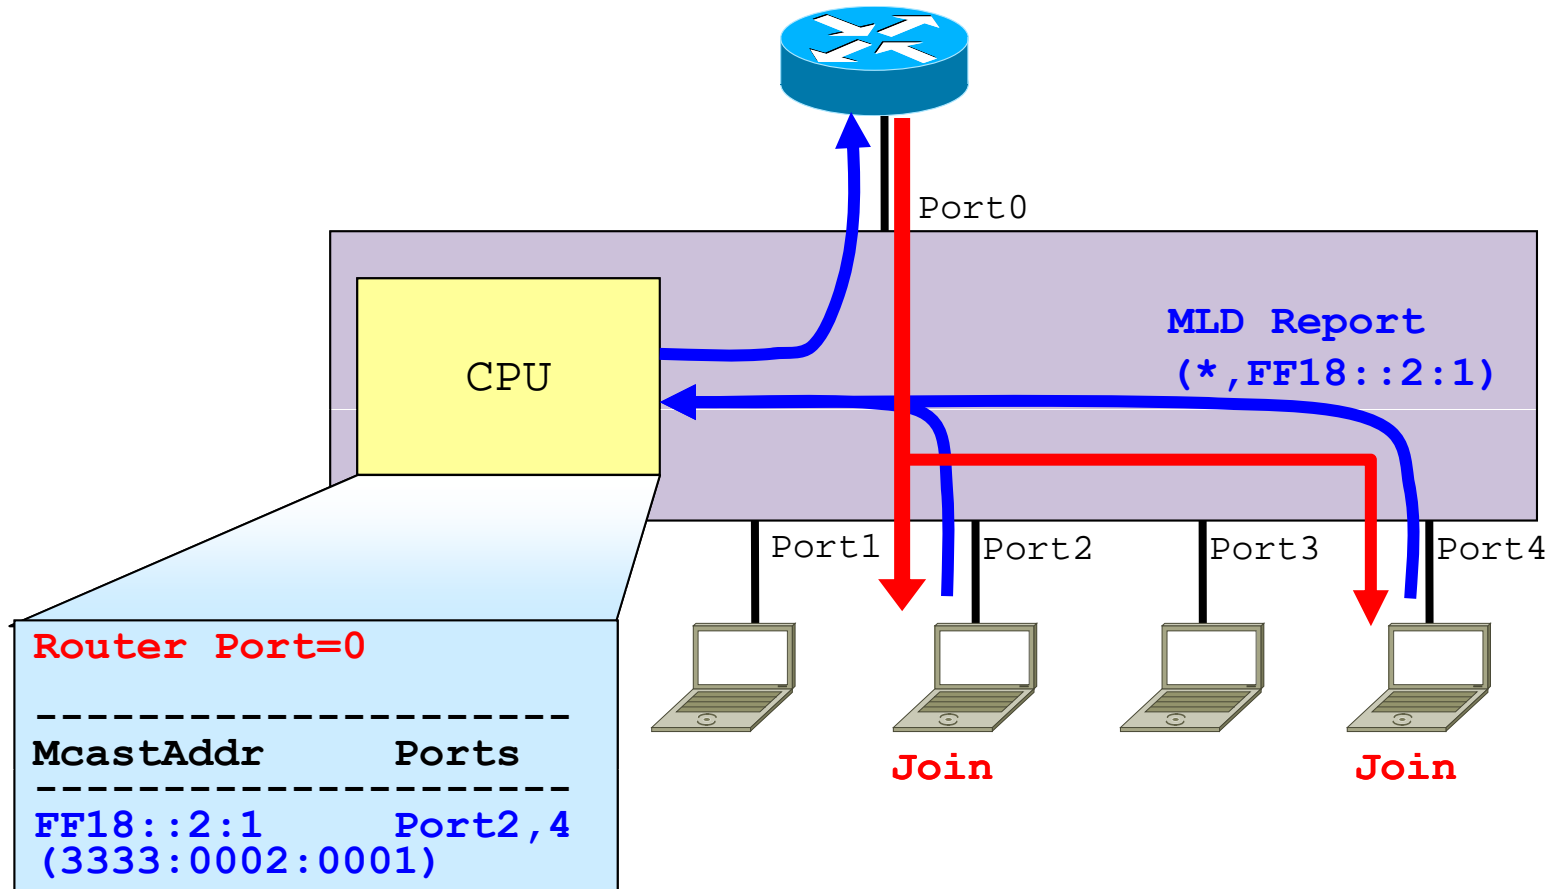 Port0
MLD Report
(*,FF18::2:1)
CPU
Port1
Port2
Port3
Port4
Router Port=0
---------------------
McastAddr Ports
---------------------
FF18::2:1 Port2,4
(3333:0002:0001)
Join
Join